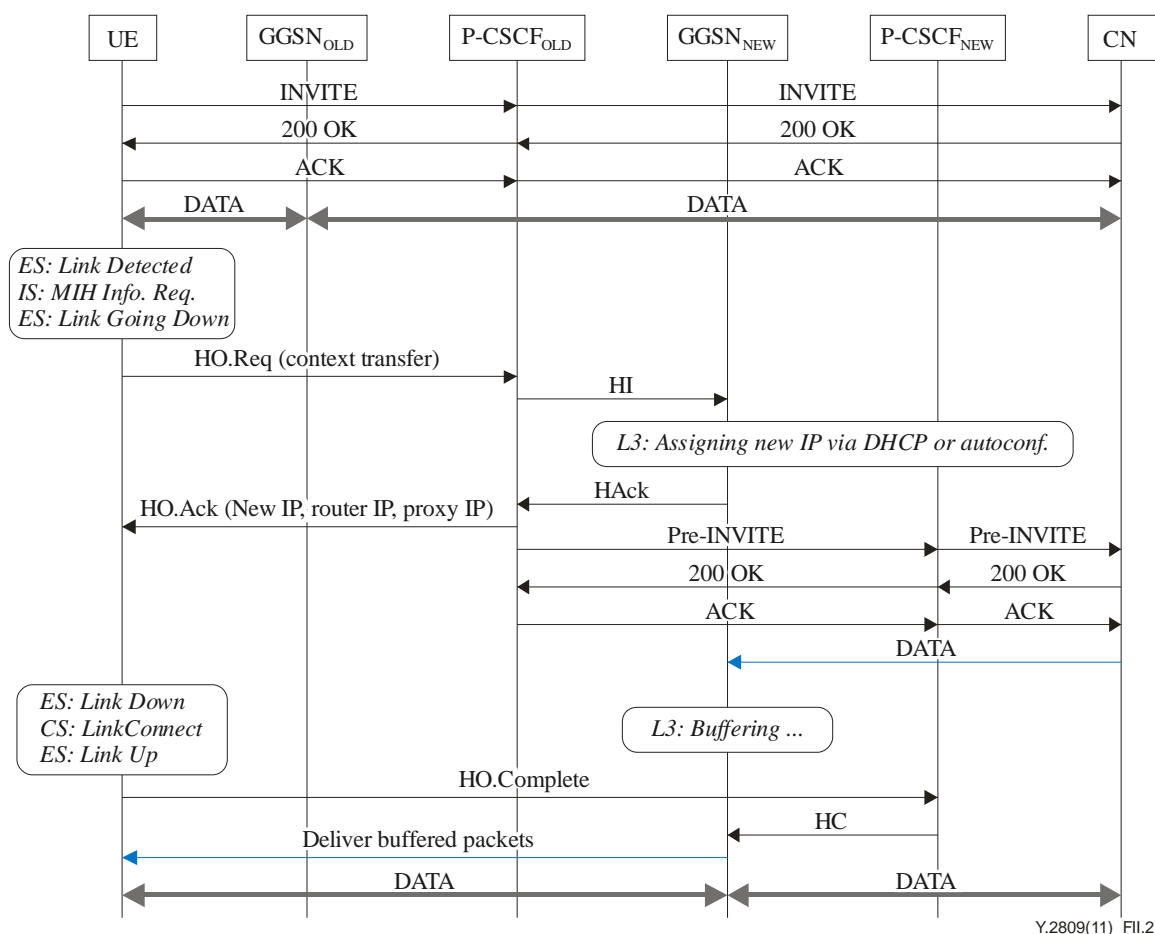 UE GGSN_OLD P-CSCF_OLD GGSN_NEW P-CSCF_NEW CN
INVITE INVITE
200 OK 200 OK
ACK ACK
DATA DATA
ES: Link Detected
IS: MIH Info. Req.
ES: Link Going Down
HO.Req (context transfer)
HI
L3: Assigning new IP via DHCP or autoconf.
HAck
HO.Ack (New IP, router IP, proxy IP)
Pre-INVITE Pre-INVITE
200 OK 200 OK
ACK ACK
DATA
ES: Link Down
CS: LinkConnect
ES: Link Up
L3: Buffering ...
HO.Complete
HC
Deliver buffered packets
DATA DATA
Y.2809(11)_FII.2